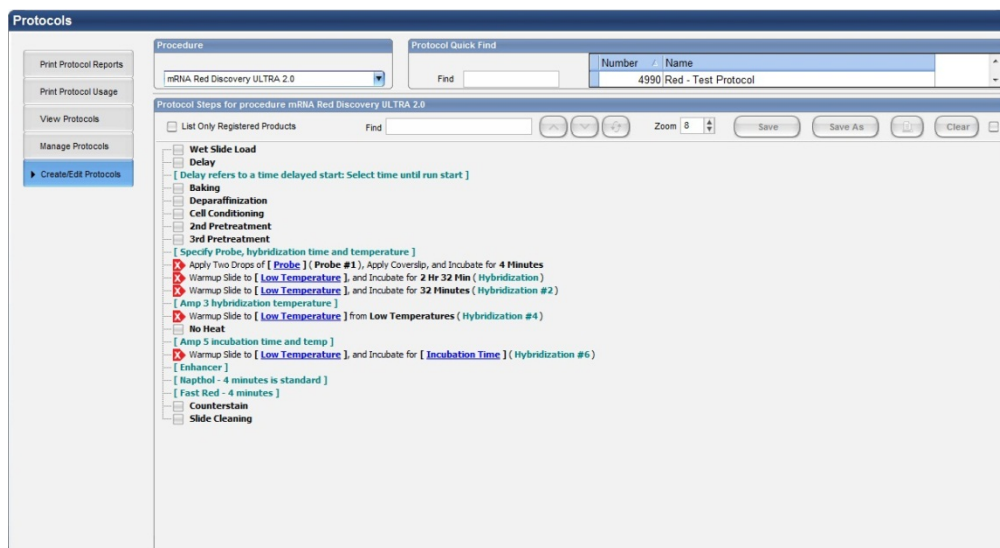 Protocols
Print Protocol Reports
Print Protocol Usage
View Protocols
Manage Protocols
Create/Edit Protocols
Procedure
mRNA Red Discovery ULTRA 2.0
Protocol Quick Find
Find
Number Name
4990 Red - Test Protocol
Protocol Steps for procedure mRNA Red Discovery ULTRA 2.0
List Only Registered Products Find Zoom 8 Save Save As Clear
Wet Slide Load
Delay
[ Delay refers to a time delayed start: Select time until run start ]
Baking
Deparaffinization
Cell Conditioning
2nd Pretreatment
3rd Pretreatment
[ Specify Probe, hybridization time and temperature ]
Apply Two Drops of [ Probe ] ( Probe #1 ), Apply Coverslip, and Incubate for 4 Minutes
Warmup Slide to [ Low Temperature ], and Incubate for 2 Hr 32 Min ( Hybridization )
Warmup Slide to [ Low Temperature ], and Incubate for 32 Minutes ( Hybridization #2 )
[ Amp 3 hybridization temperature ]
Warmup Slide to [ Low Temperature ] from Low Temperatures ( Hybridization #4 )
No Heat
[ Amp 5 incubation time and temp ]
Warmup Slide to [ Low Temperature ], and Incubate for [ Incubation Time ] ( Hybridization #6 )
[ Enhancer ]
[ Napthol - 4 minutes is standard ]
[ Fast Red - 4 minutes ]
Counterstain
Slide Cleaning